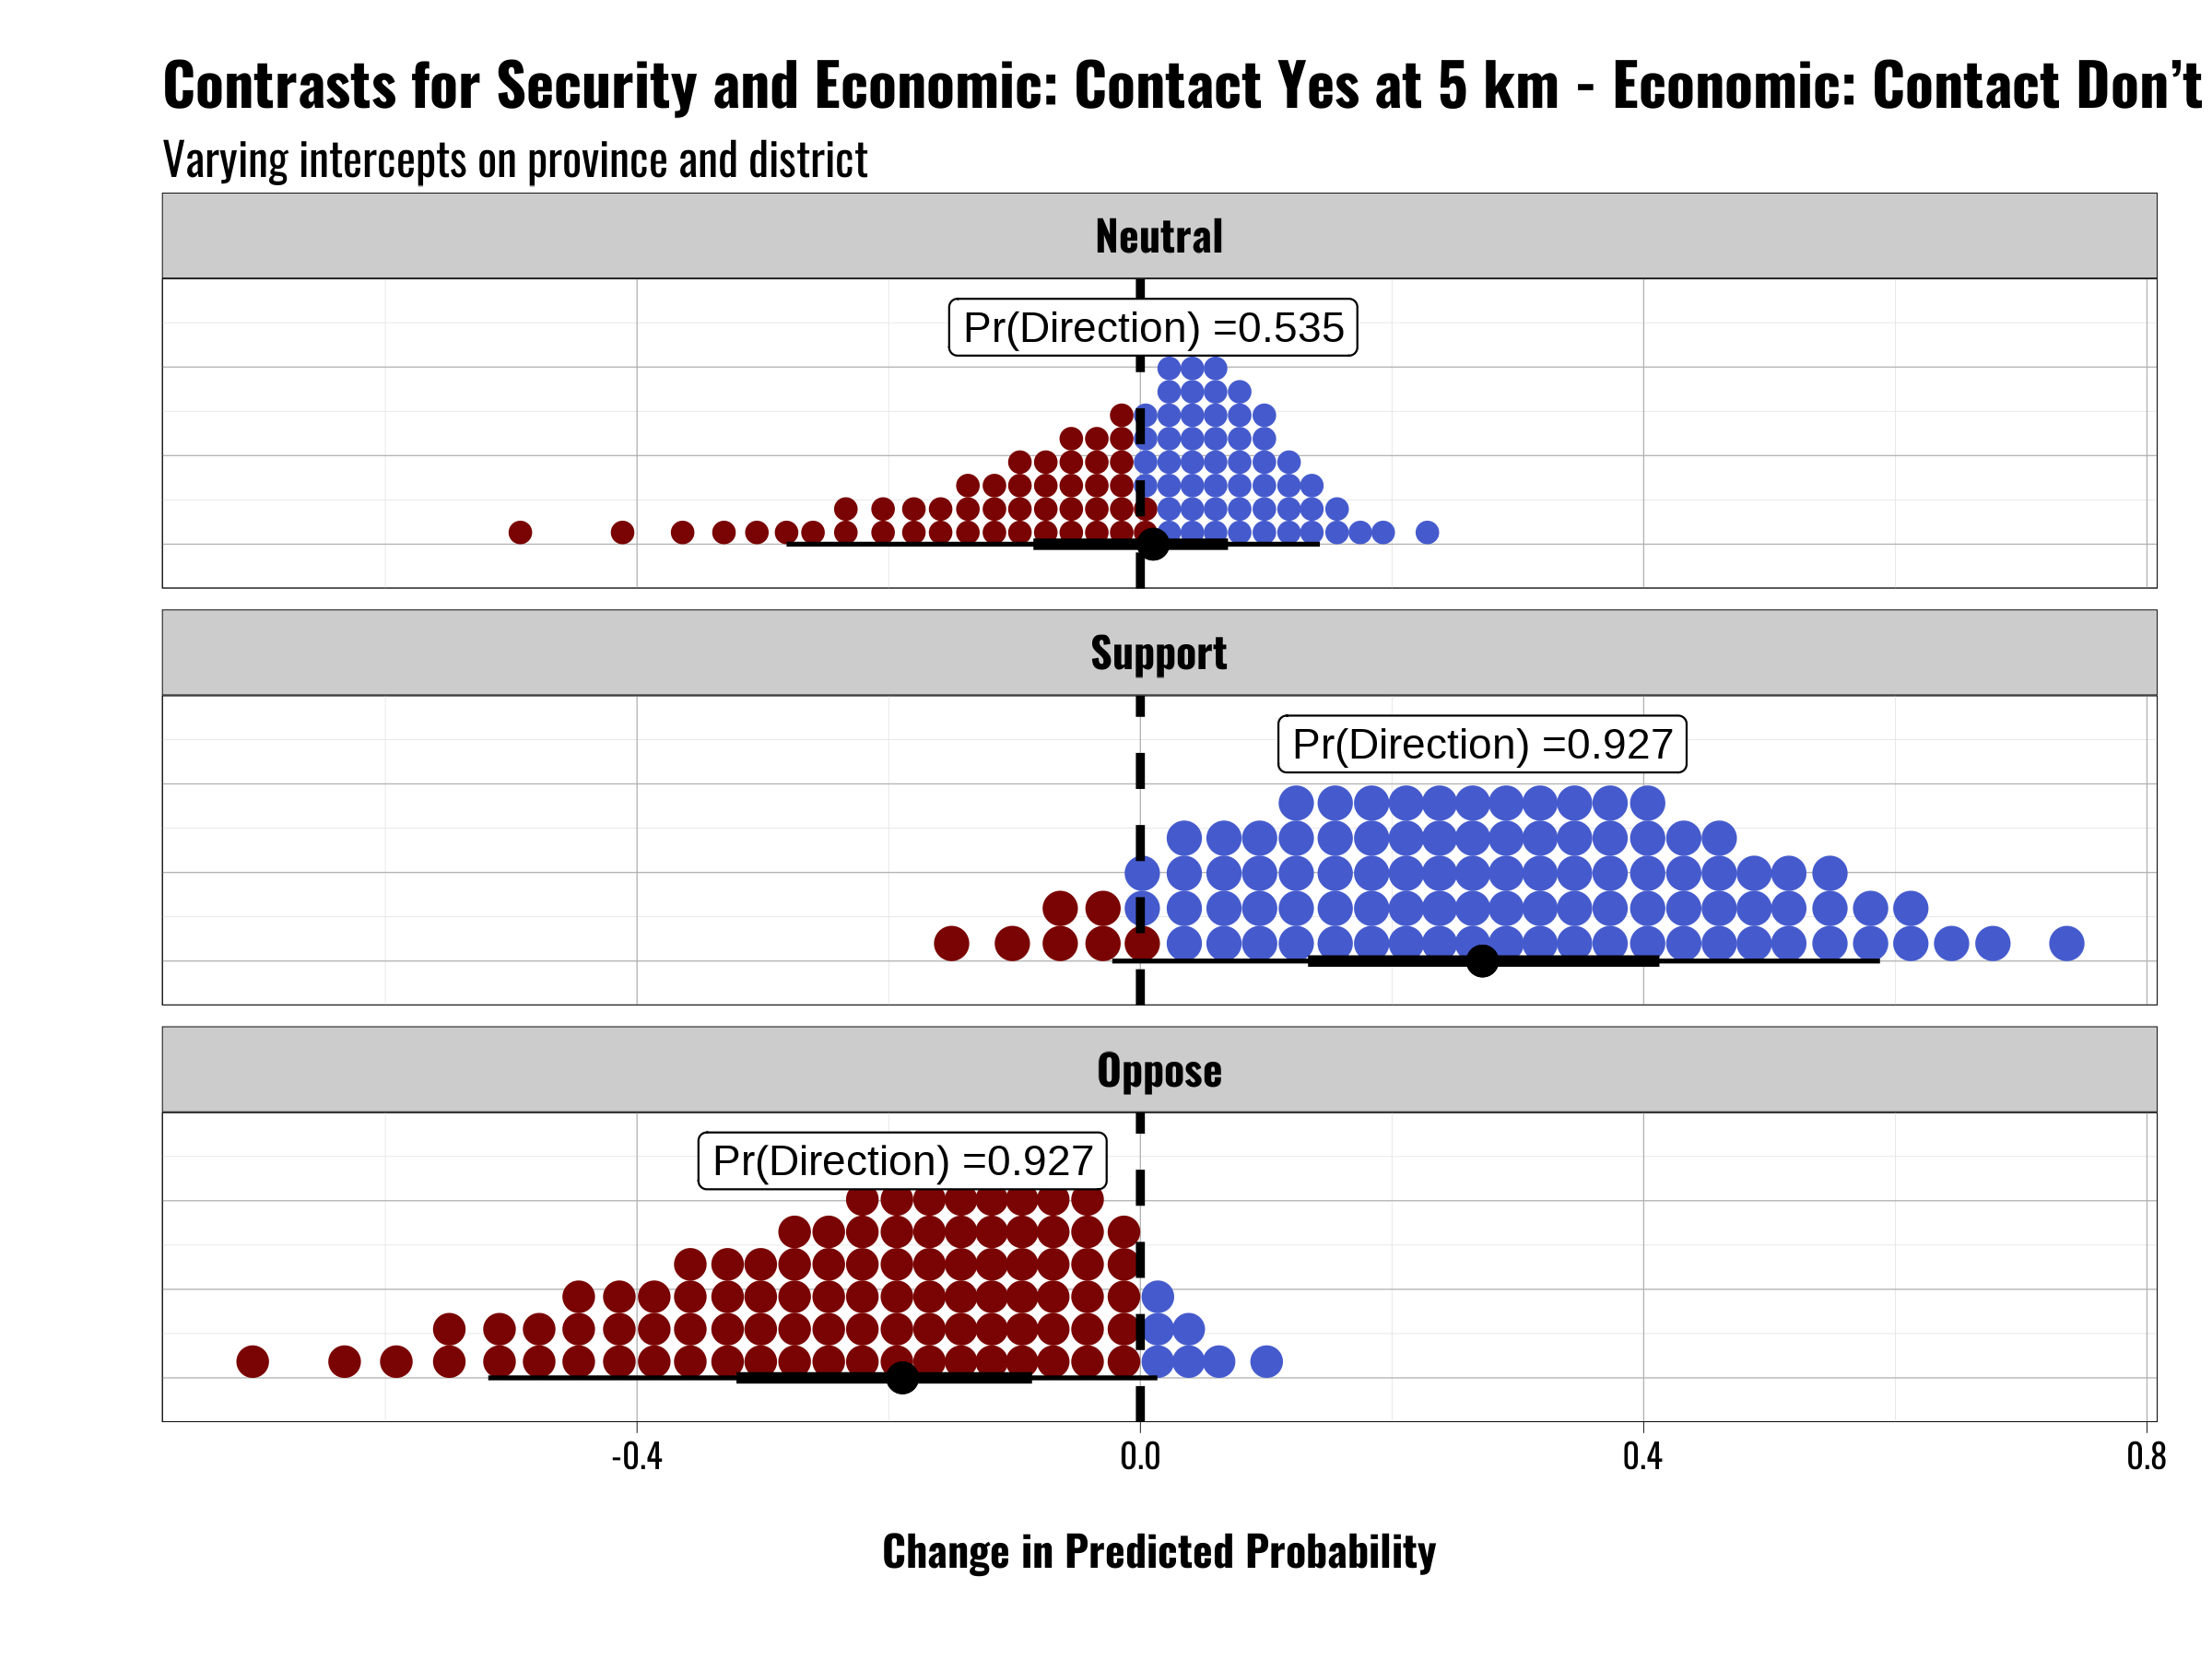 Contrasts for Security and Economic: Contact Yes at 5 km - Economic: Contact Don’t
Varying intercepts on province and district
Neutral
Pr(Direction) =0.535
Support
Pr(Direction) =0.927
Oppose
Pr(Direction) =0.927
-0.4 0.0 0.4 0.8
Change in Predicted Probability